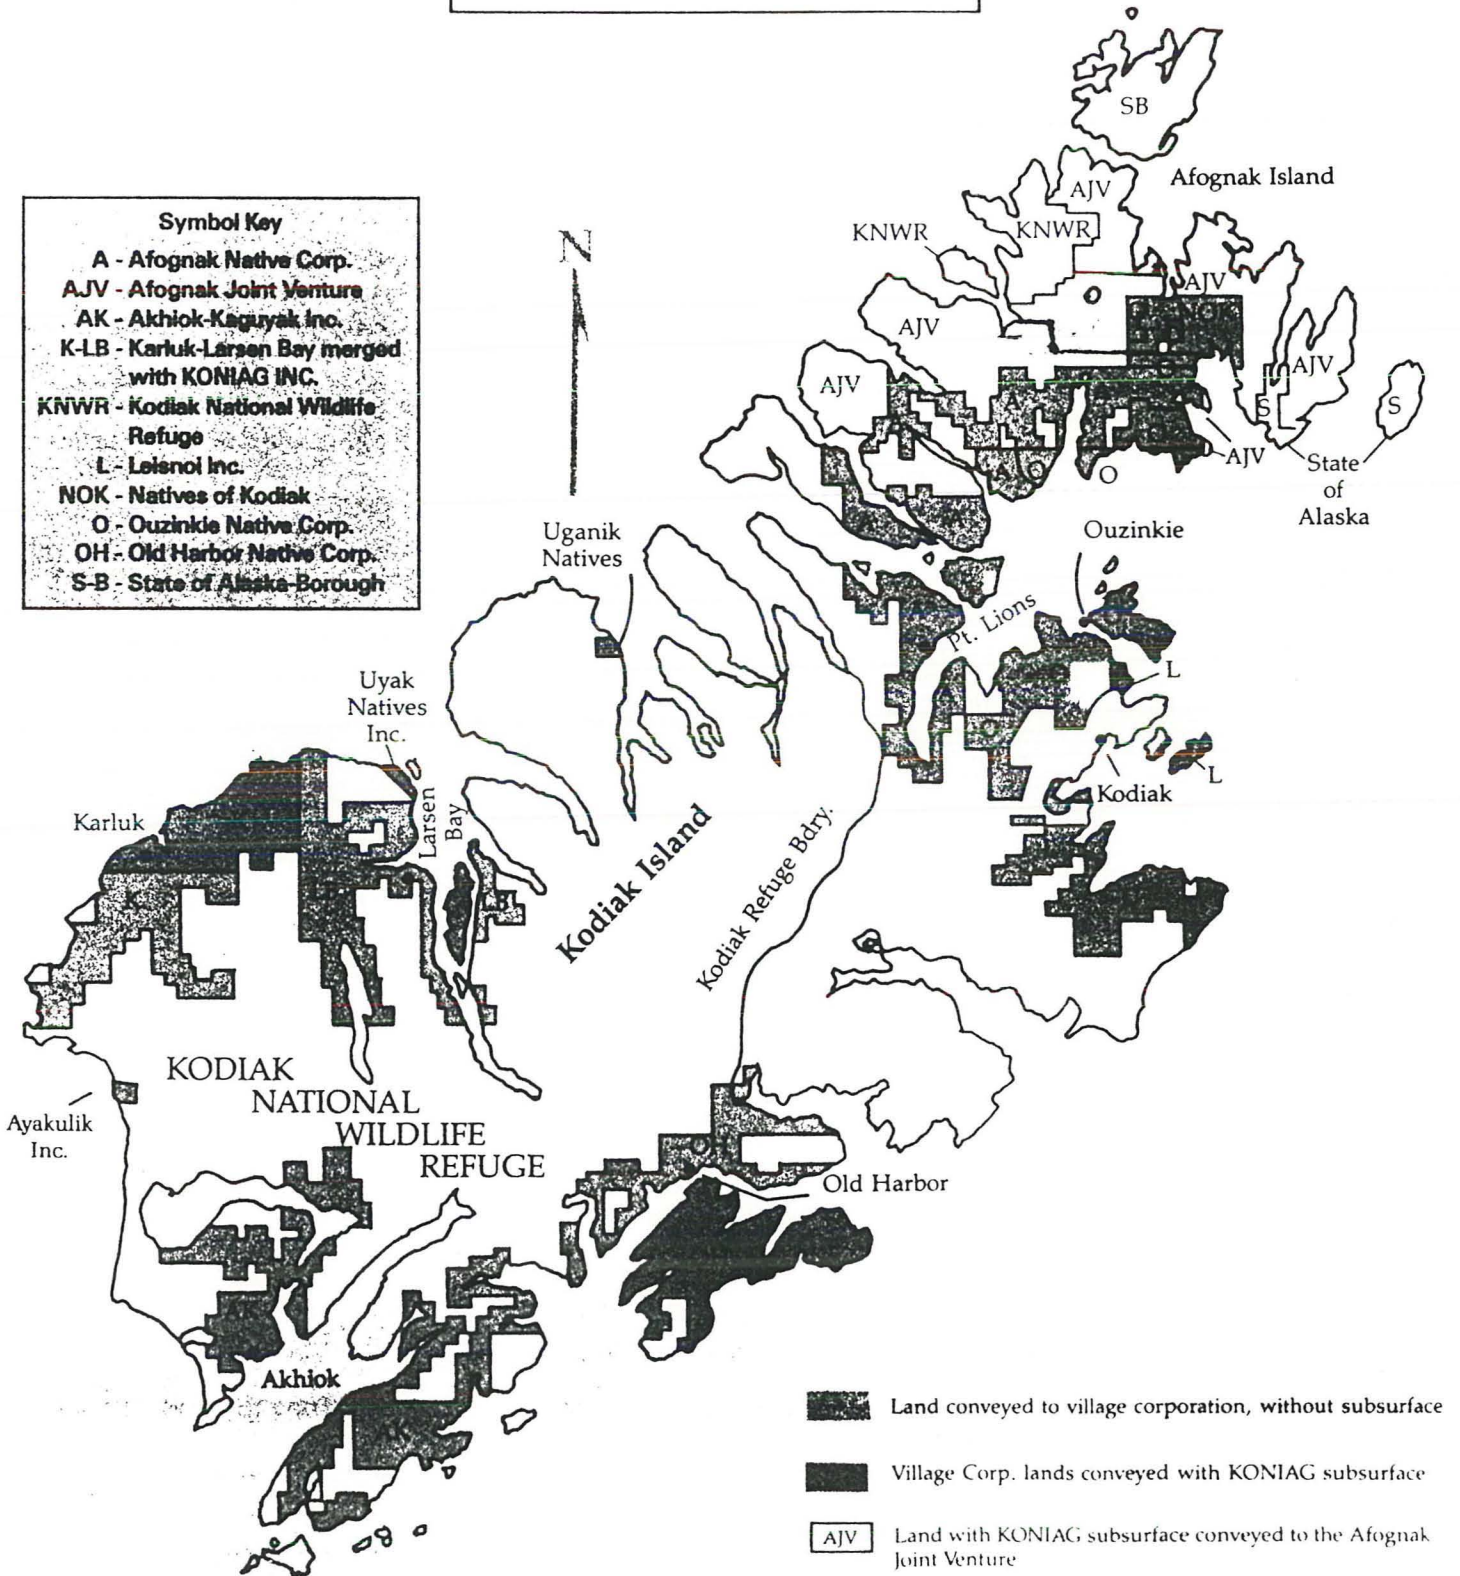 SB
Afognak Island
AJV
KNWR
KNWR
Symbol Key
A - Afognak Native Corp.
AJV - Afognak Joint Venture
AK - Akhiok-Kaguyak Inc.
K-LB - Karluk-Larsen Bay merged
with KONIAG INC.
KNWR - Kodiak National Wildlife
Refuge
L - Leisnoi Inc.
NOK - Natives of Kodiak
O - Ouzinkie Native Corp.
OH - Old Harbor Native Corp.
S-B - State of Alaska-Borough
N
AJV
NOK
AJV
AJV
AJV
A
S
S
AJV
A
O
O
State
of
Alaska
A
A
Uganik
Natives
Ouzinkie
Pt. Lions
L
Uyak
Natives
Inc.
A
O
L
Kodiak
Karluk
Larsen
Bay
K
Kodiak Island
Kodiak Refuge Bdry.
KODIAK
NATIONAL
WILDLIFE
REFUGE
Ayakulik
Inc.
OH
Old Harbor
Akhiok
AK
Land conveyed to village corporation, without subsurface
Village Corp. lands conveyed with KONIAG subsurface
AJV
Land with KONIAG subsurface conveyed to the Afognak
Joint Venture